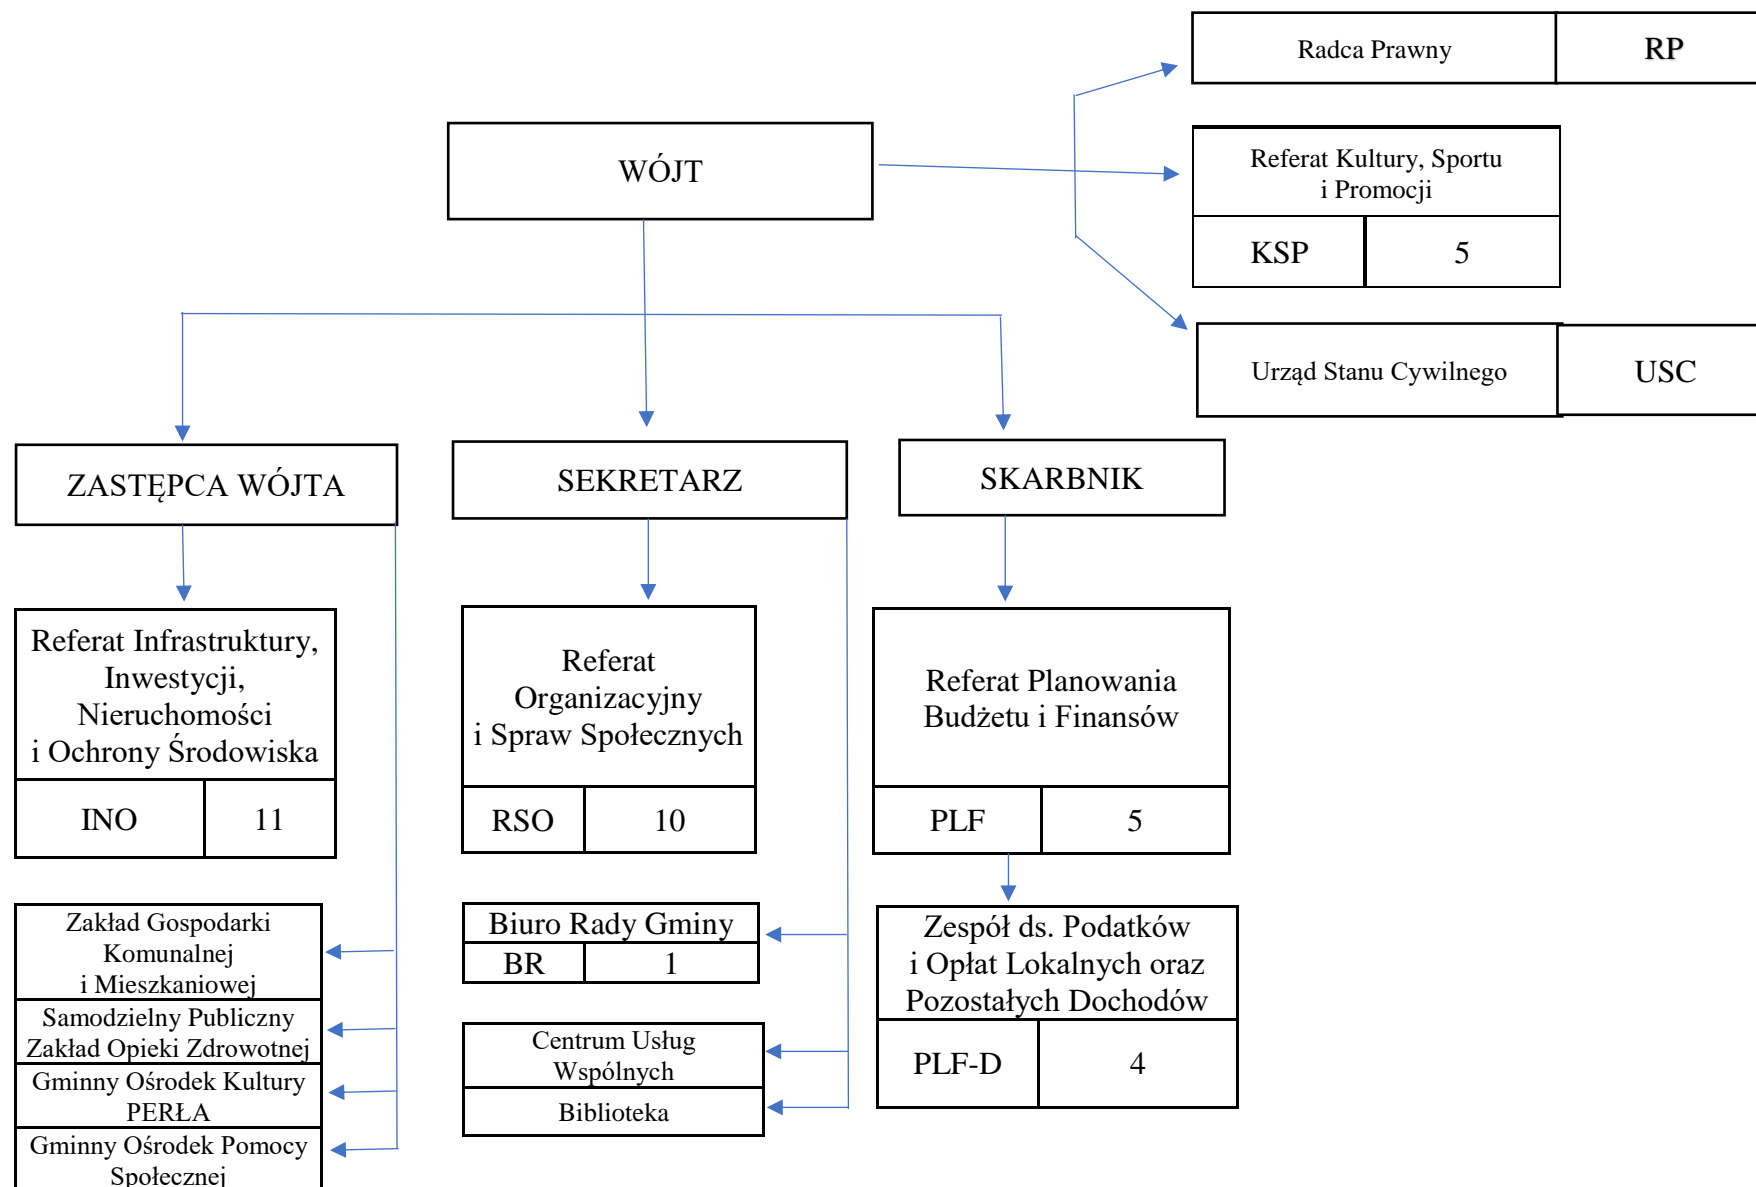 Radca Prawny RP
WÓJT
Referat Kultury, Sportu
i Promocji
KSP 5
Urząd Stanu Cywilnego USC
ZASTĘPCA WÓJTA
SEKRETARZ
SKARBNIK
Referat Infrastruktury,
Inwestycji,
Nieruchomości
i Ochrony Środowiska
INO 11
Referat
Organizacyjny
i Spraw Społecznych
RSO 10
Referat Planowania
Budżetu i Finansów
PLF 5
Zakład Gospodarki
Komunalnej
i Mieszkaniowej
Samodzielny Publiczny
Zakład Opieki Zdrowotnej
Gminny Ośrodek Kultury
PERŁA
Gminny Ośrodek Pomocy
Społecznej
Biuro Rady Gminy
BR 1
Centrum Usług
Wspólnych
Biblioteka
Zespół ds. Podatków
i Opłat Lokalnych oraz
Pozostałych Dochodów
PLF-D 4